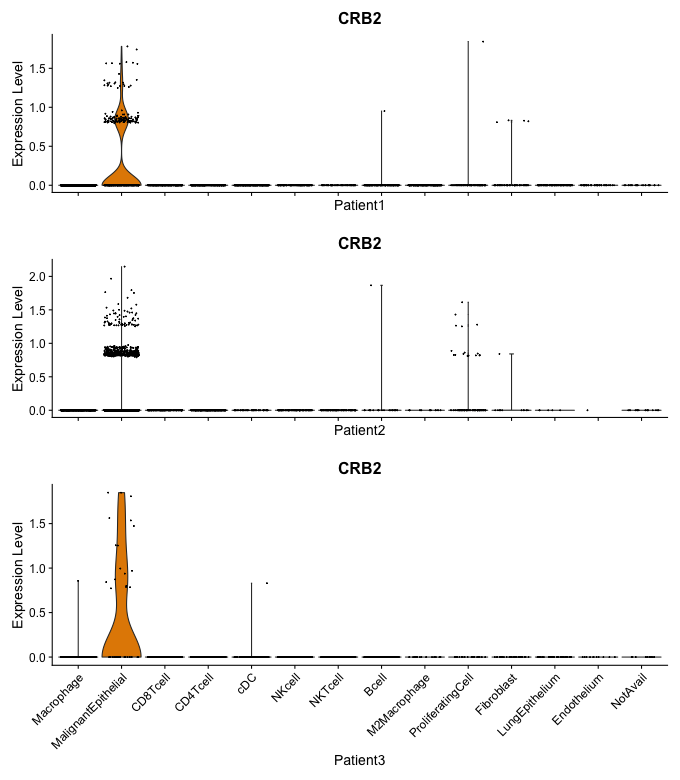 CRB2
Expression Level
1.5
1.0
0.5
0.0
Patient1
CRB2
Expression Level
2.0
1.5
1.0
0.5
0.0
Patient2
CRB2
Expression Level
1.5
1.0
0.5
0.0
Macrophage
MalignantEpithelial
CD8Tcell
CD4Tcell
cDC
NKcell
NKTcell
Bcell
M2Macrophage
ProliferatingCell
Fibroblast
LungEpithelium
Endothelium
NotAvail
Patient3